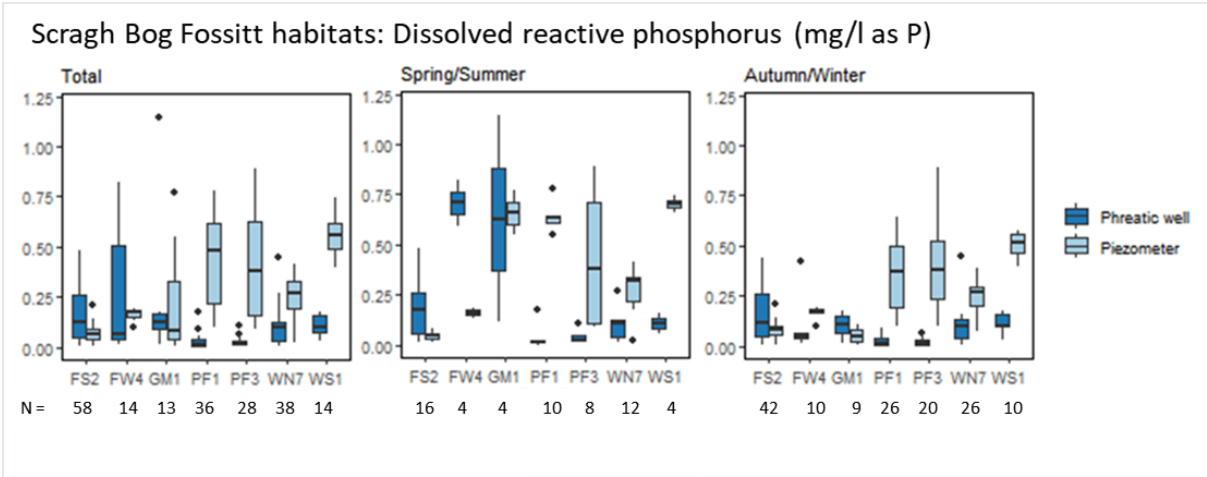 Scragh Bog Fossitt habitats: Dissolved reactive phosphorus (mg/l as P)
Total
1.25
1.00
0.75
0.50
0.25
0.00
FS2 FW4 GM1 PF1 PF3 WN7 WS1
N = 58 14 13 36 28 38 14
Spring/Summer
1.25
1.00
0.75
0.50
0.25
0.00
FS2 FW4 GM1 PF1 PF3 WN7 WS1
16 4 4 10 8 12 4
Autumn/Winter
1.25
1.00
0.75
0.50
0.25
0.00
FS2 FW4 GM1 PF1 PF3 WN7 WS1
42 10 9 26 20 26 10
Phreatic well
Piezometer